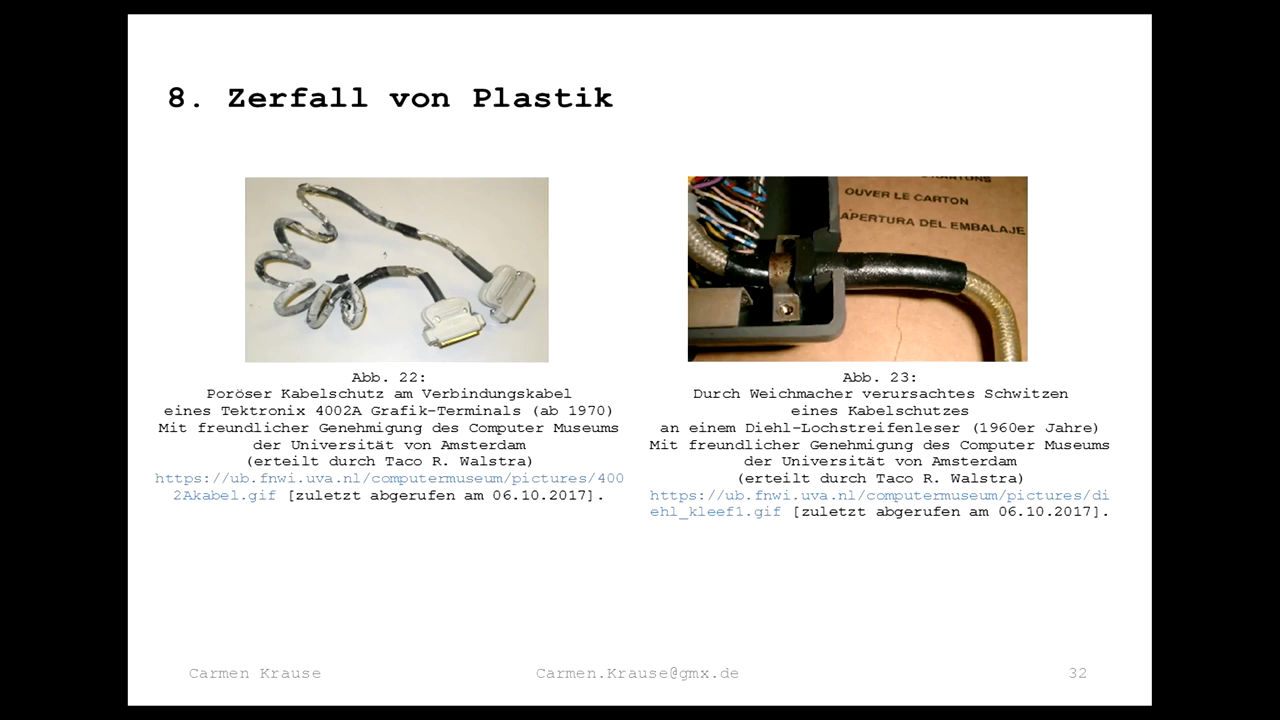 8. Zerfall von Plastik
OUVER LE CARTON
APERTURA DEL EMBALAJE
Abb. 22:
Poröser Kabelschutz am Verbindungskabel
eines Tektronix 4002A Grafik-Terminals (ab 1970)
Mit freundlicher Genehmigung des Computer Museums
der Universität von Amsterdam
(erteilt durch Taco R. Walstra)
https://ub.fnwi.uva.nl/computermuseum/pictures/400
2Akabel.gif [zuletzt abgerufen am 06.10.2017].
Abb. 23:
Durch Weichmacher verursachtes Schwitzen
eines Kabelschutzes
an einem Diehl-Lochstreifenleser (1960er Jahre)
Mit freundlicher Genehmigung des Computer Museums
der Universität von Amsterdam
(erteilt durch Taco R. Walstra)
https://ub.fnwi.uva.nl/computermuseum/pictures/di
ehl_kleef1.gif [zuletzt abgerufen am 06.10.2017].
Carmen Krause
Carmen.Krause@gmx.de
32